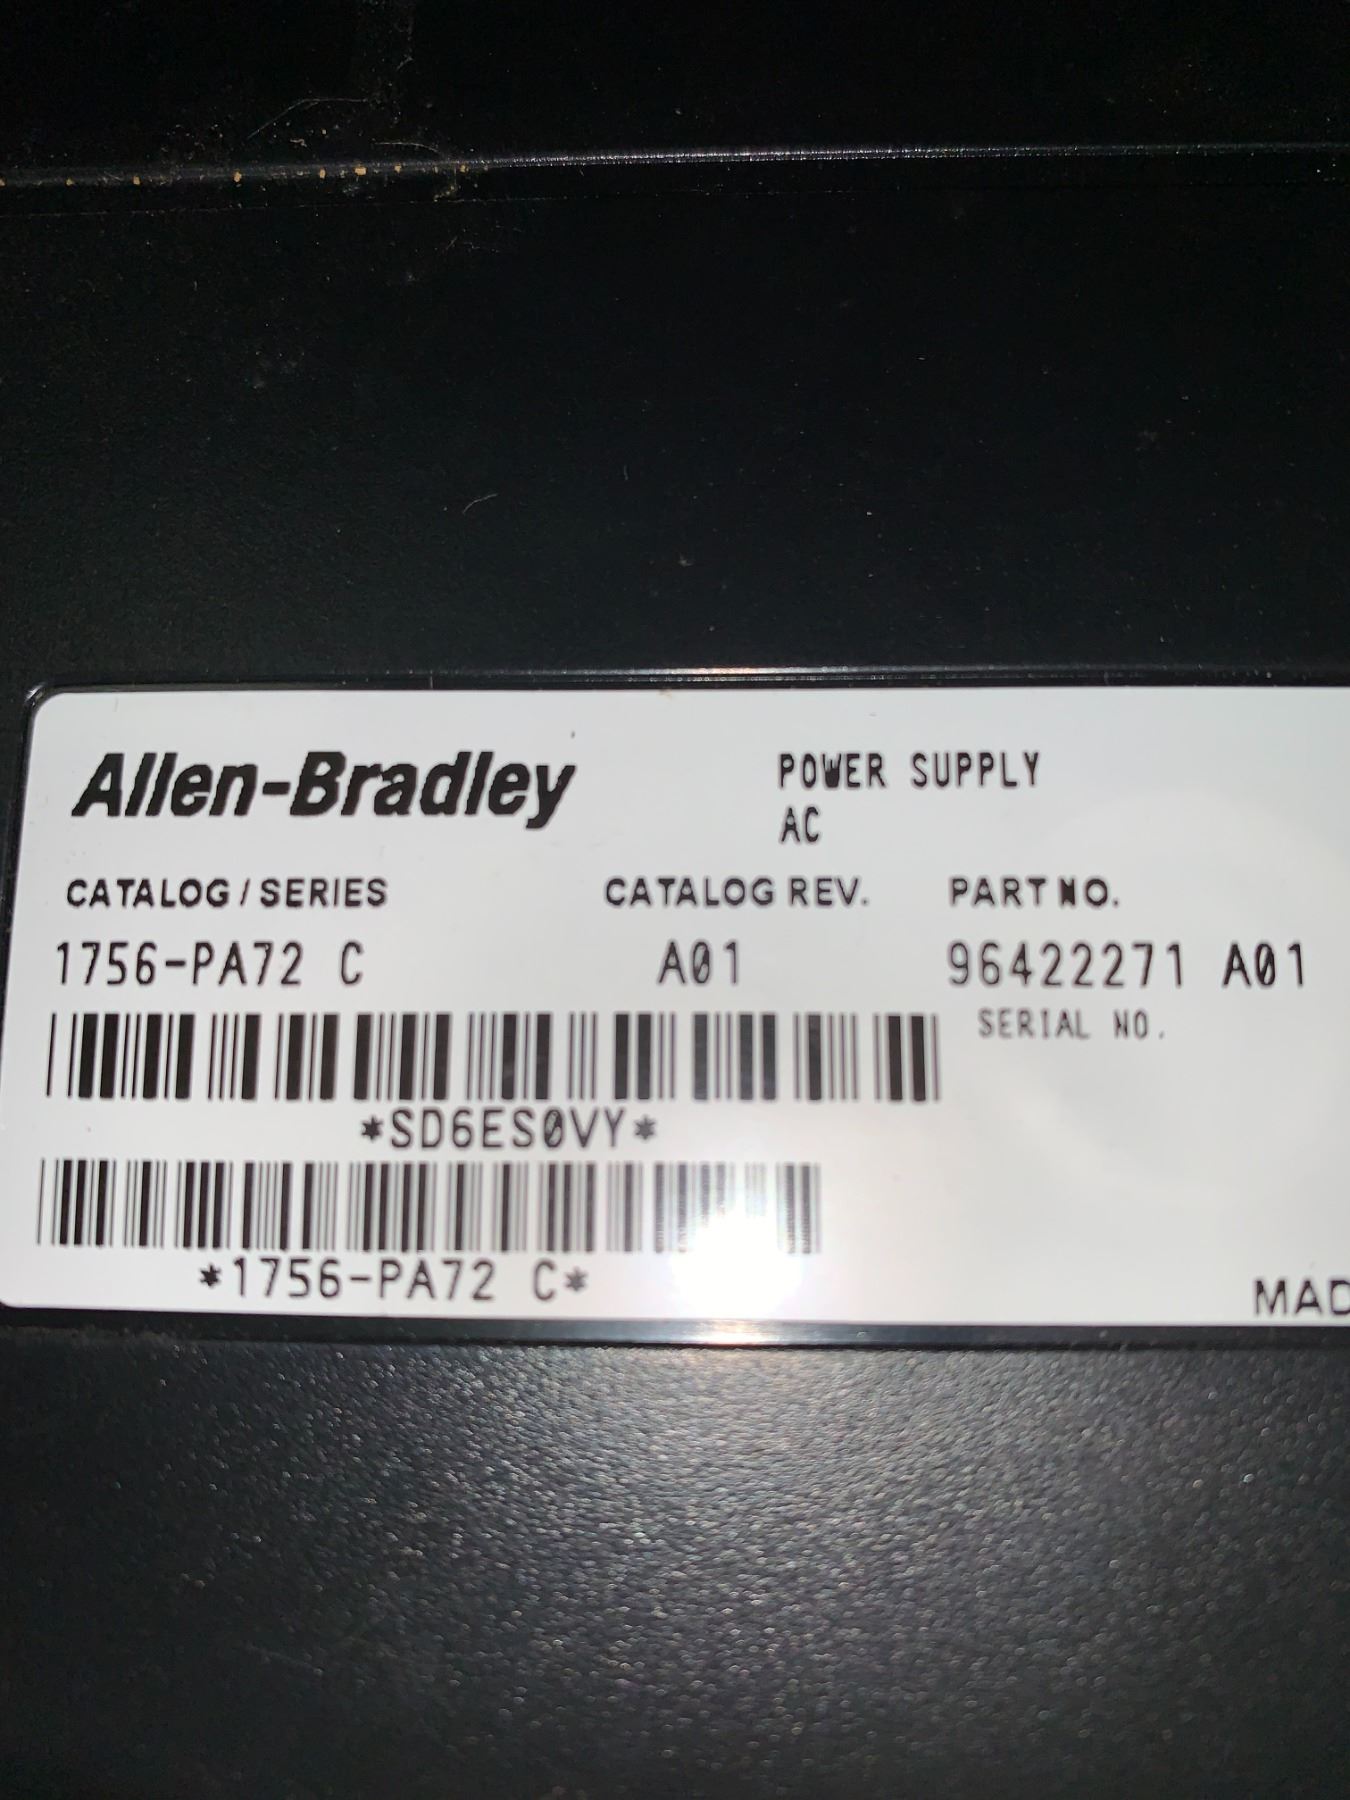 Allen-Bradley
POWER SUPPLY
AC
CATALOG / SERIES CATALOG REV. PART NO.
1756-PA72 C A01 96422271 A01
SERIAL NO.
*SD6ES0VY*
*1756-PA72 C*
MAD